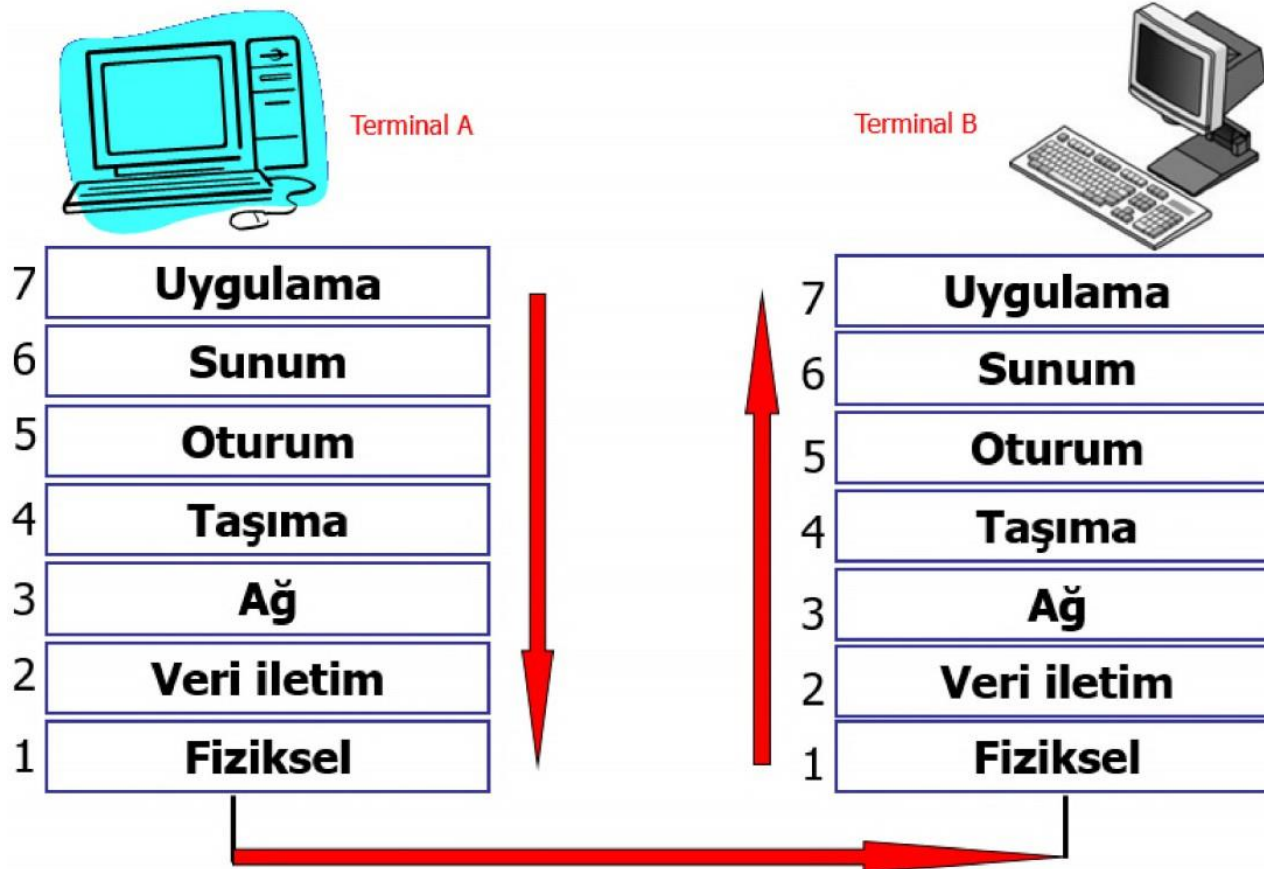 Terminal A
Terminal B
7 Uygulama
6 Sunum
5 Oturum
4 Taşıma
3 Ağ
2 Veri iletim
1 Fiziksel
7 Uygulama
6 Sunum
5 Oturum
4 Taşıma
3 Ağ
2 Veri iletim
1 Fiziksel